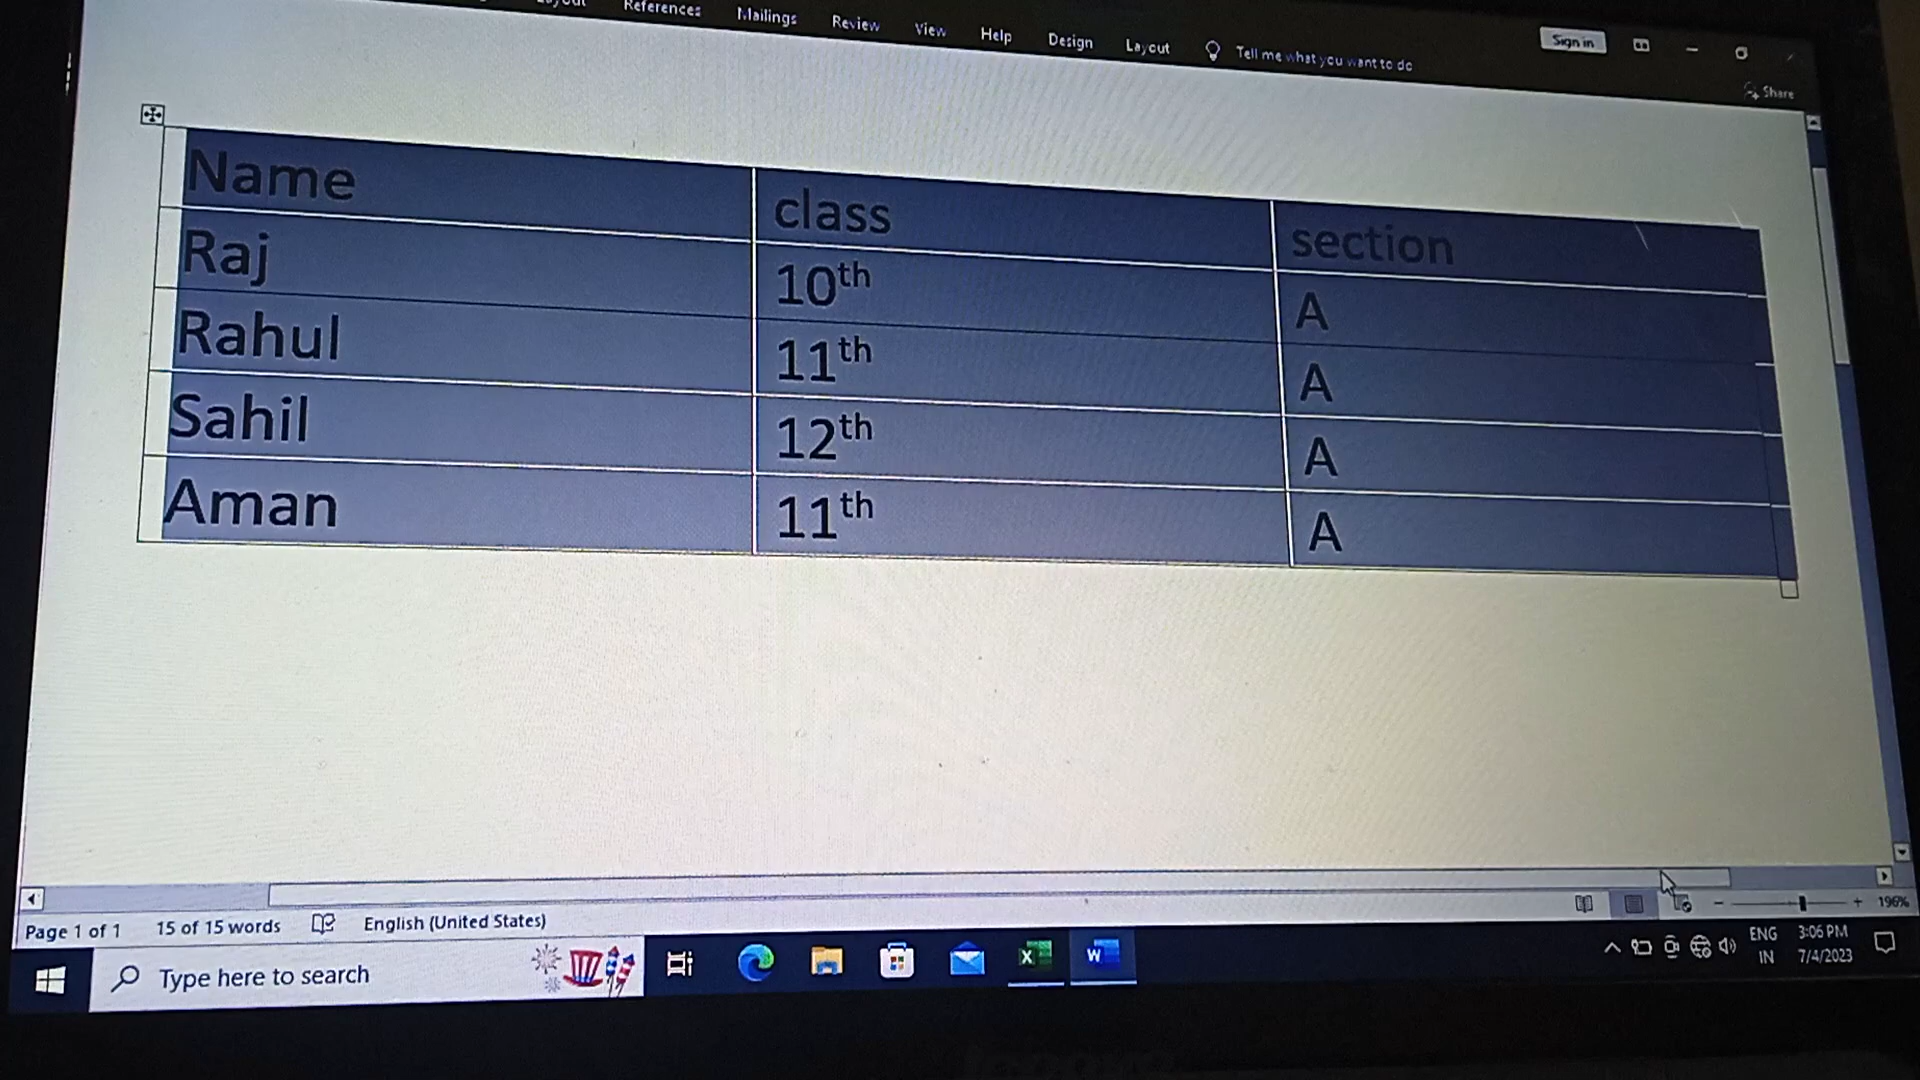 References Mailings Review View Help Design Layout Tell me what you want to do Sign in
Share
Name class section
Raj 10th A
Rahul 11th A
Sahil 12th A
Aman 11th A
Page 1 of 1 15 of 15 words English (United States) 196%
Type here to search ENG 3:06 PM
IN 7/4/2023